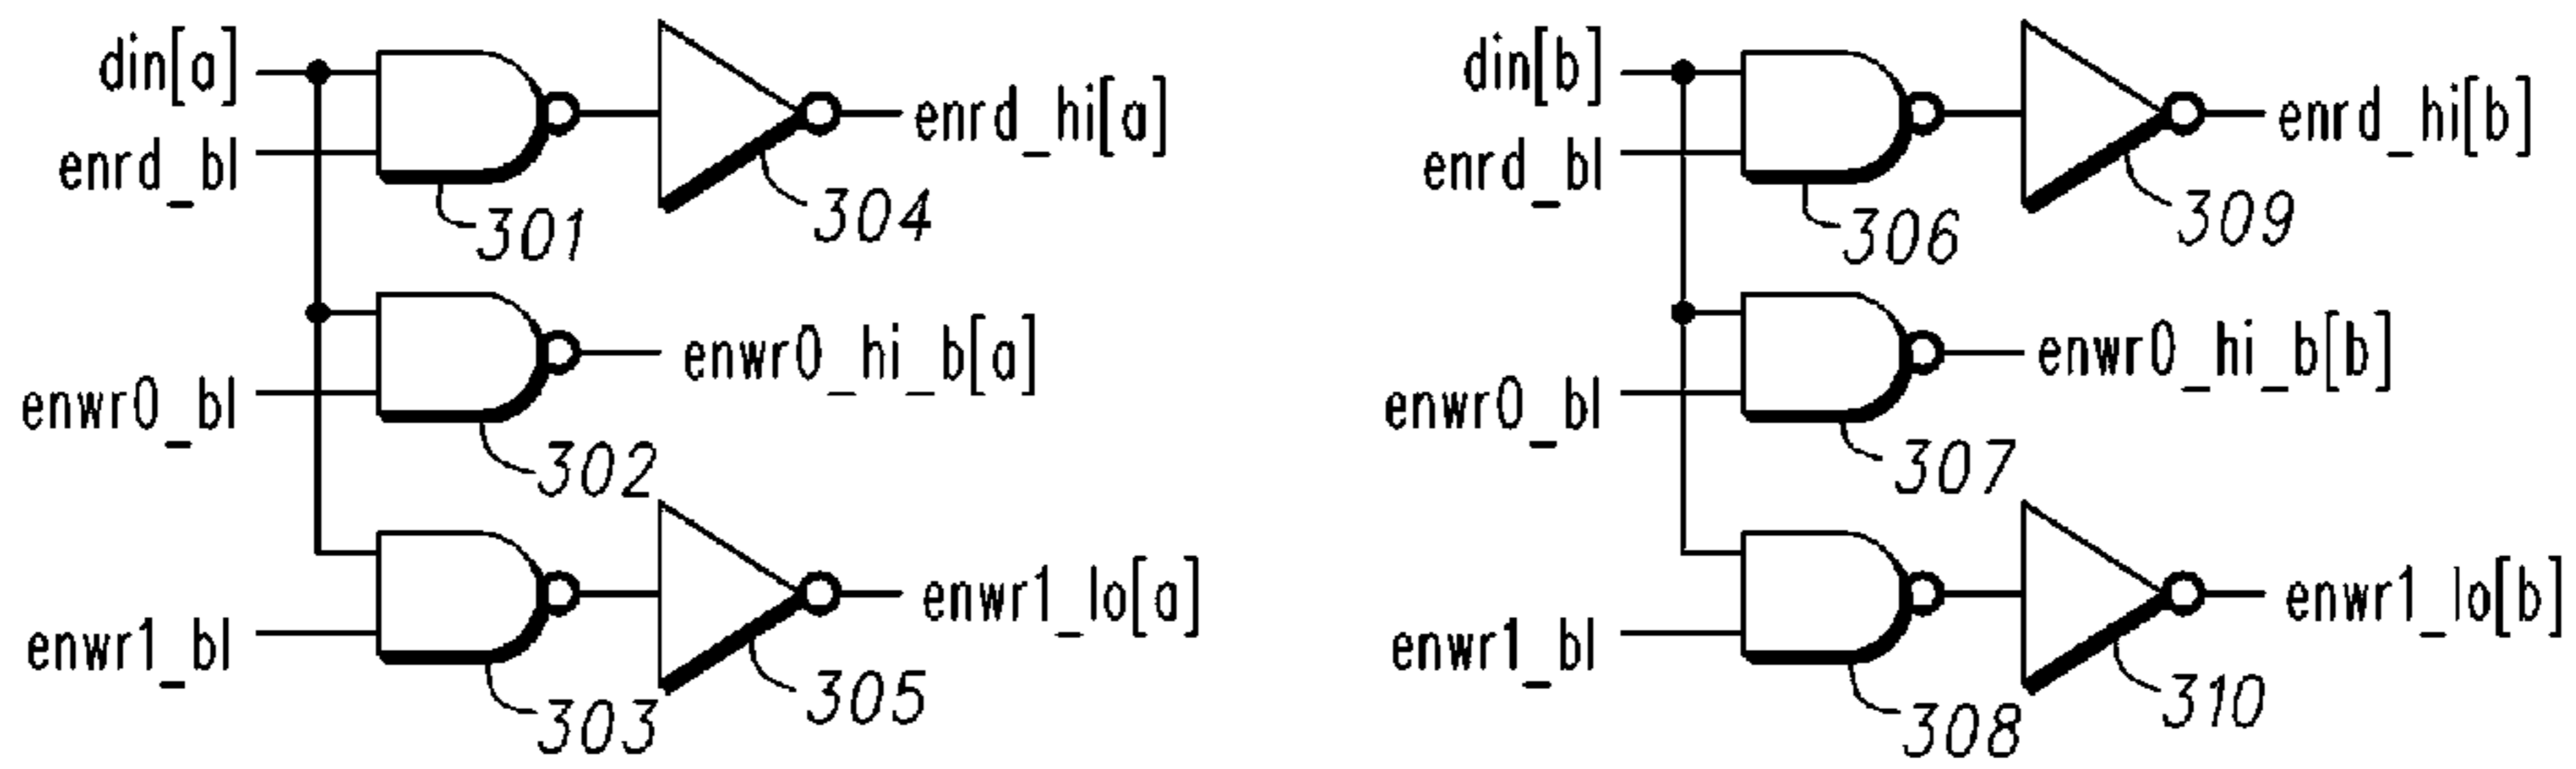 din[a]
enrd_bl
301
304
enrd_hi[a]
enwr0_bl
302
enwr0_hi_b[a]
enwr1_bl
303
305
enwr1_lo[a]
din[b]
enrd_bl
306
309
enrd_hi[b]
enwr0_bl
307
enwr0_hi_b[b]
enwr1_bl
308
310
enwr1_lo[b]